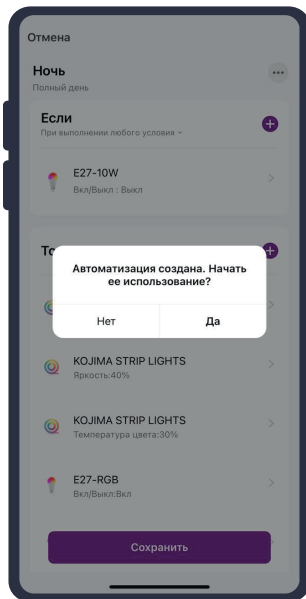 Отмена
Ночь
Полный день
Если
При выполнении любого условия
E27-10W
Вкл/Выкл : Выкл
Автоматизация создана. Начать
ее использование?
Нет
Да
KOJIMA STRIP LIGHTS
Яркость:40%
KOJIMA STRIP LIGHTS
Температура цвета:30%
E27-RGB
Вкл/Выкл:Вкл
Сохранить